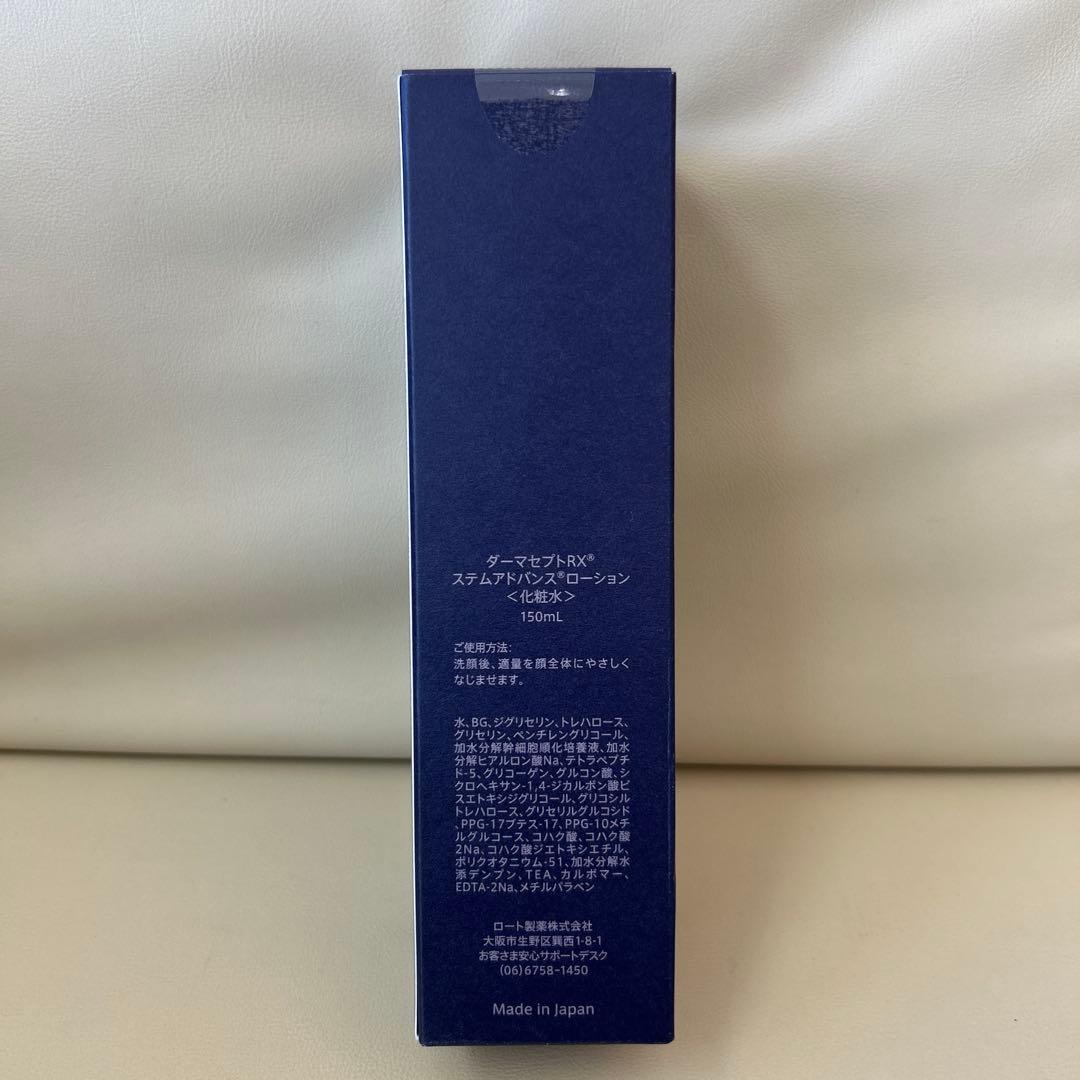 ダーマセプトRX®
ステムアドバンス®ローション
＜化粧水＞
150mL
ご使用方法:
洗顔後、適量を顔全体にやさしく
なじませます。
水、BG、ジグリセリン、トレハロース、
グリセリン、ペンチレングリコール、
加水分解幹細胞順化培養液、加水
分解ヒアルロン酸Na、テトラペプチ
ド-5、グリコーゲン、グルコン酸、シ
クロヘキサン-1,4-ジカルボン酸ビ
スエトキシジグリコール、グリコシル
トレハロース、グリセリルグルコシド
、PPG-17ブテス-17、PPG-10メチ
ルグルコース、コハク酸、コハク酸
2Na、コハク酸ジエトキシエチル、
ポリクオタニウム-51、加水分解水
添デンプン、TEA、カルボマー、
EDTA-2Na、メチルパラベン
ロート製薬株式会社
大阪市生野区巽西1-8-1
お客さま安心サポートデスク
(06)6758-1450
Made in Japan